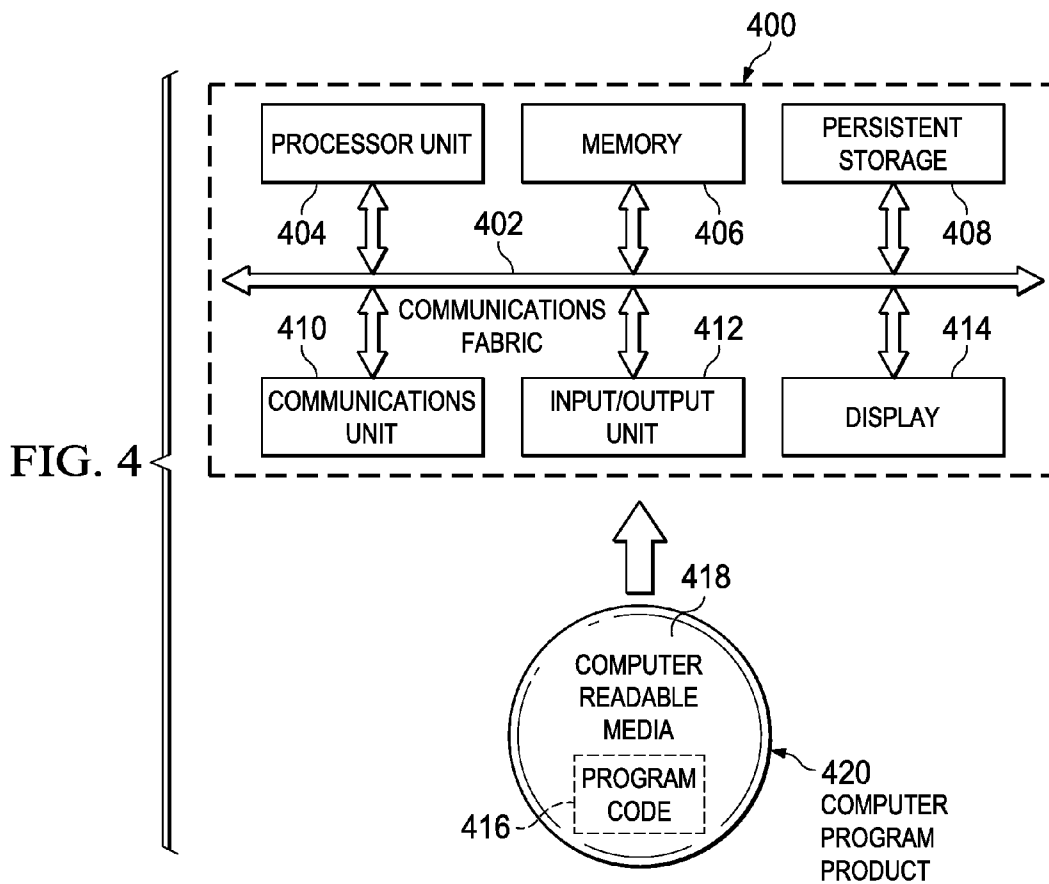 400
PROCESSOR UNIT
MEMORY
PERSISTENT
STORAGE
404
402
406
408
COMMUNICATIONS
FABRIC
410
412
414
COMMUNICATIONS
UNIT
INPUT/OUTPUT
UNIT
DISPLAY
FIG. 4
418
COMPUTER
READABLE
MEDIA
PROGRAM
CODE
416
420
COMPUTER
PROGRAM
PRODUCT